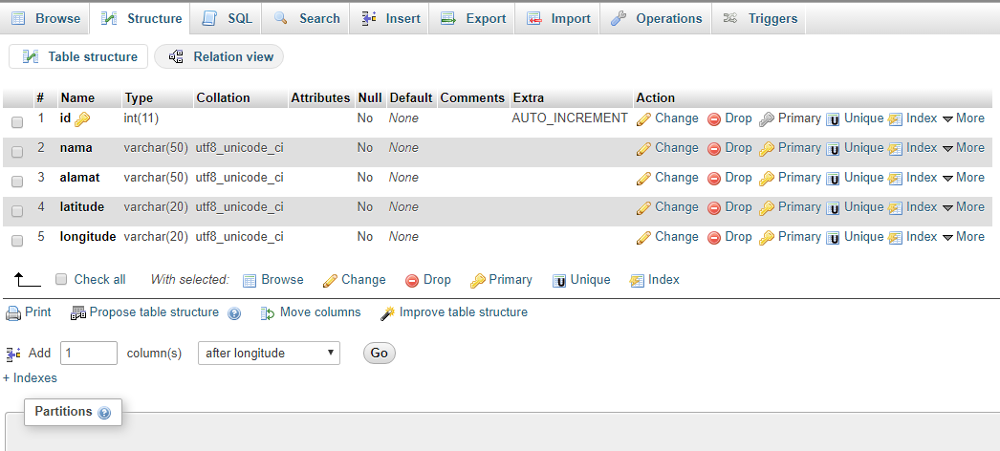 Browse Structure SQL Search Insert Export Import Operations Triggers
Table structure Relation view
# Name Type Collation Attributes Null Default Comments Extra Action
1 id int(11) No None AUTO_INCREMENT Change Drop Primary Unique Index More
2 nama varchar(50) utf8_unicode_ci No None Change Drop Primary Unique Index More
3 alamat varchar(50) utf8_unicode_ci No None Change Drop Primary Unique Index More
4 latitude varchar(20) utf8_unicode_ci No None Change Drop Primary Unique Index More
5 longitude varchar(20) utf8_unicode_ci No None Change Drop Primary Unique Index More
Check all With selected: Browse Change Drop Primary Unique Index
Print Propose table structure Move columns Improve table structure
Add 1 column(s) after longitude Go
+ Indexes
Partitions